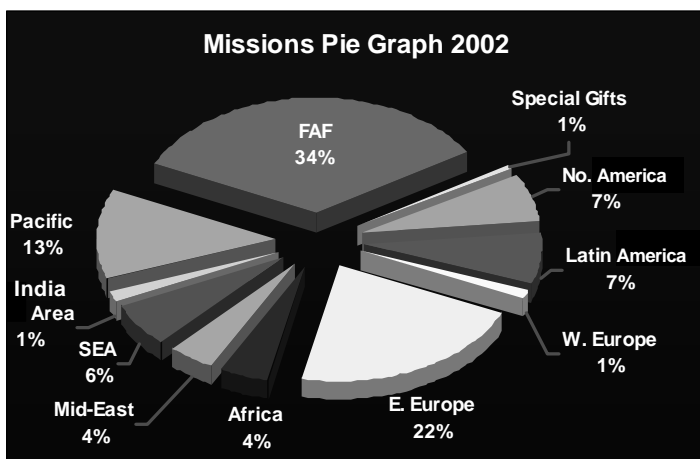 Missions Pie Graph 2002
FAF
34%
Special Gifts
1%
No. America
7%
Latin America
7%
W. Europe
1%
E. Europe
22%
Africa
4%
Mid-East
4%
SEA
6%
India
Area
1%
Pacific
13%